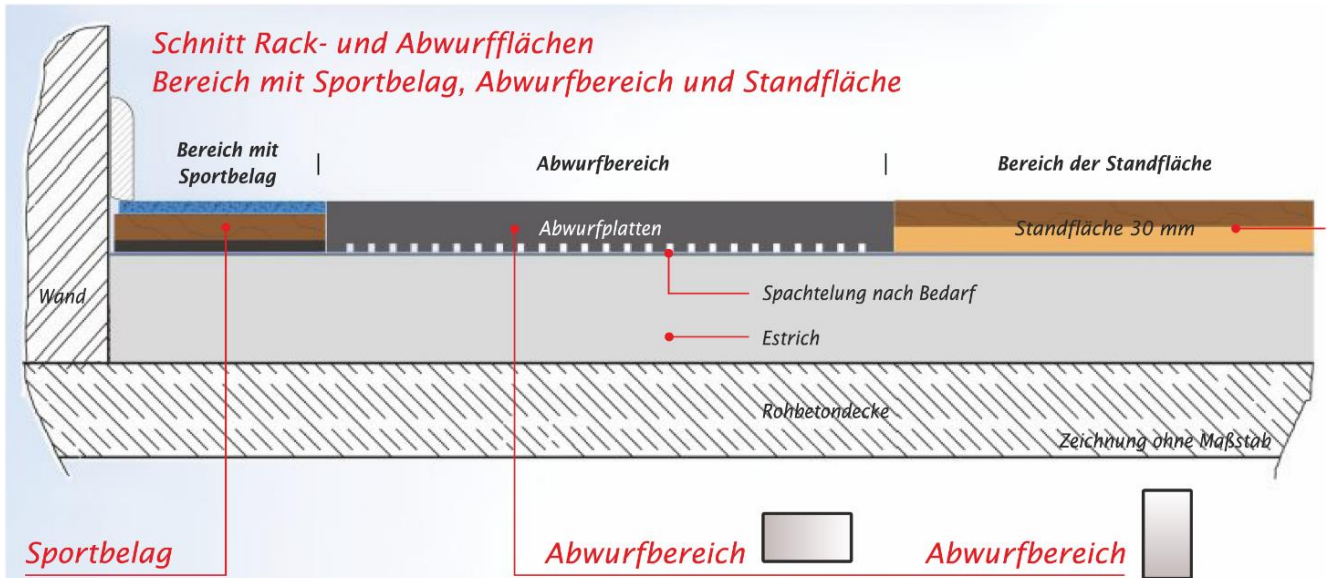 Schnitt Rack- und Abwurfflächen
Bereich mit Sportbelag, Abwurfbereich und Standfläche
Bereich mit
Sportbelag
Abwurfbereich
Bereich der Standfläche
Abwurfplatten
Standfläche 30 mm
Wand
Spachtelung nach Bedarf
Estrich
Rohbetondecke
Zeichnung ohne Maßstab
Sportbelag
Abwurfbereich
Abwurfbereich